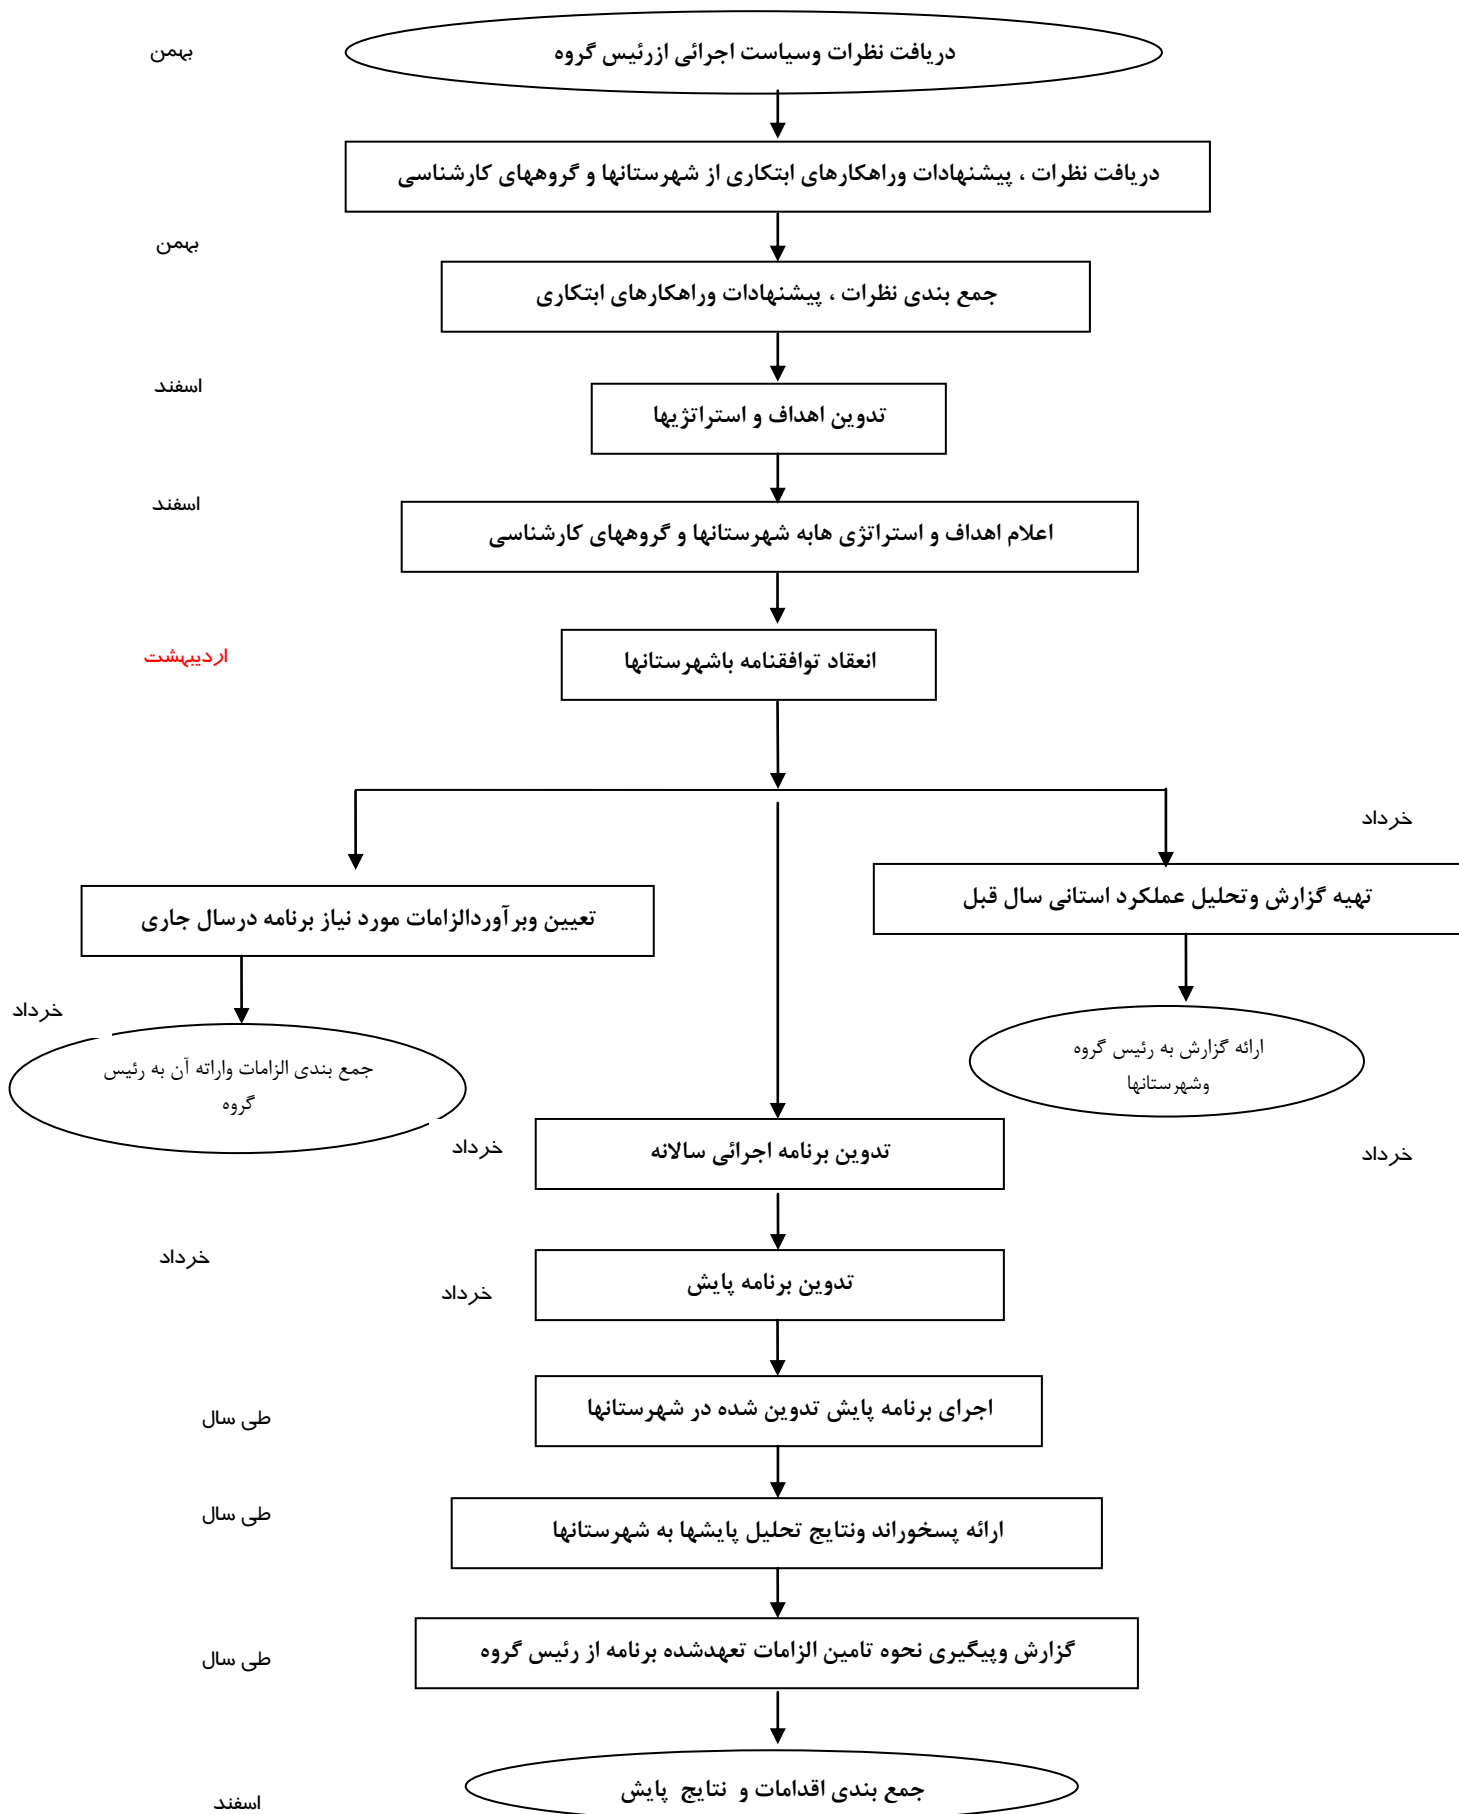 دریافت نظرات وسیاست اجرائی ازرئیس گروه
بهمن
دریافت نظرات ، پیشنهادات وراهکارهای ابتکاری از شهرستانها و گروههای کارشناسی
بهمن
جمع بندی نظرات ، پیشنهادات وراهکارهای ابتکاری
اسفند
تدوین اهداف و استراتژیها
اسفند
اعلام اهداف و استراتژی هابه شهرستانها و گروههای کارشناسی
اردیبهشت
انعقاد توافقنامه باشهرستانها
خرداد
تهیه گزارش وتحلیل عملکرد استانی سال قبل
تعیین وبرآوردالزامات مورد نیاز برنامه درسال جاری
خرداد
ارائه گزارش به رئیس گروه
وشهرستانها
جمع بندی الزامات واراته آن به رئیس
گروه
خرداد
تدوین برنامه اجرائی سالانه
خرداد
خرداد
تدوین برنامه پایش
خرداد
اجرای برنامه پایش تدوین شده در شهرستانها
طی سال
ارائه پسخوراند ونتایج تحلیل پایشها به شهرستانها
طی سال
گزارش وپیگیری نحوه تامین الزامات تعهدشده برنامه از رئیس گروه
طی سال
جمع بندی اقدامات و نتایج پایش
اسفند